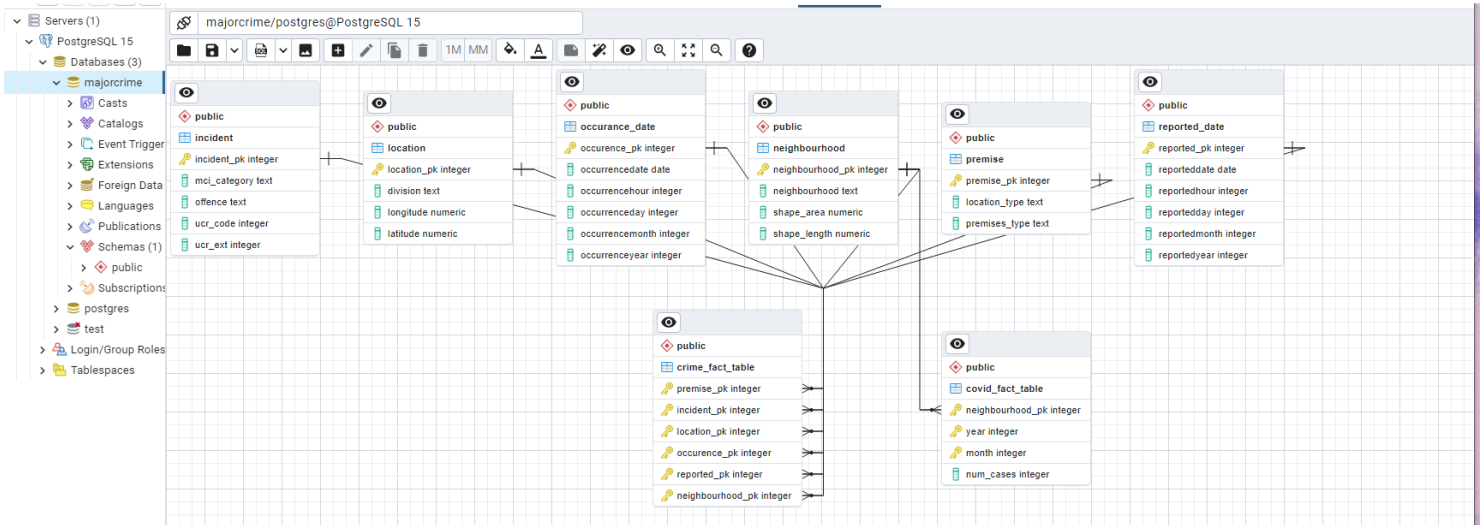 Servers (1)
PostgreSQL 15
Databases (3)
majorcrime
Casts
Catalogs
Event Trigger
Extensions
Foreign Data
Languages
Publications
Schemas (1)
public
Subscriptions
postgres
test
Login/Group Roles
Tablespaces
majorcrime/postgres@PostgreSQL 15
SQL
1M
MM
A
public
incident
incident_pk integer
mci_category text
offence text
ucr_code integer
ucr_ext integer
public
location
location_pk integer
division text
longitude numeric
latitude numeric
public
occurance_date
occurence_pk integer
occurrencedate date
occurrencehour integer
occurrenceday integer
occurrencemonth integer
occurrenceyear integer
public
neighbourhood
neighbourhood_pk integer
neighbourhood text
shape_area numeric
shape_length numeric
public
premise
premise_pk integer
location_type text
premises_type text
public
reported_date
reported_pk integer
reporteddate date
reportedhour integer
reportedday integer
reportedmonth integer
reportedyear integer
public
crime_fact_table
premise_pk integer
incident_pk integer
location_pk integer
occurence_pk integer
reported_pk integer
neighbourhood_pk integer
public
covid_fact_table
neighbourhood_pk integer
year integer
month integer
num_cases integer